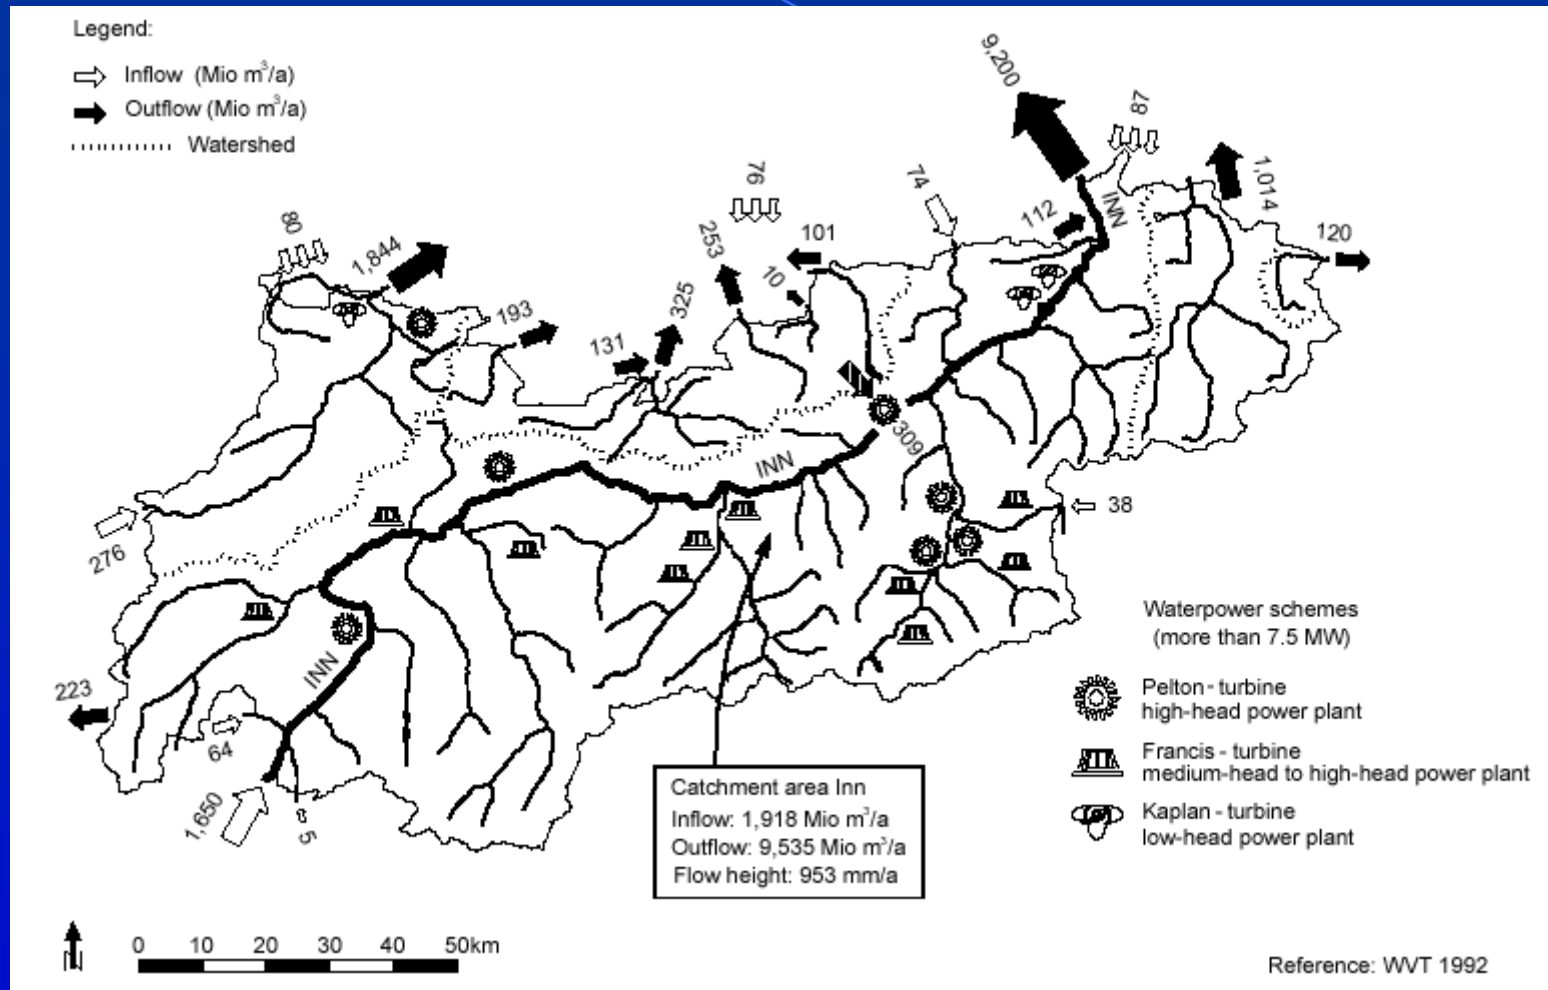 Legend:
Inflow (Mio m³/a)
Outflow (Mio m³/a)
Watershed
9,200
87
1,014
74
112
INN
120
76
253
101
10
80
1,844
193
131
325
309
INN
38
276
223
INN
64
1,650
5
Catchment area Inn
Inflow: 1,918 Mio m³/a
Outflow: 9,535 Mio m³/a
Flow height: 953 mm/a
Waterpower schemes
(more than 7.5 MW)
Pelton - turbine
high-head power plant
Francis - turbine
medium-head to high-head power plant
Kaplan - turbine
low-head power plant
N
0 10 20 30 40 50km
Reference: WVT 1992